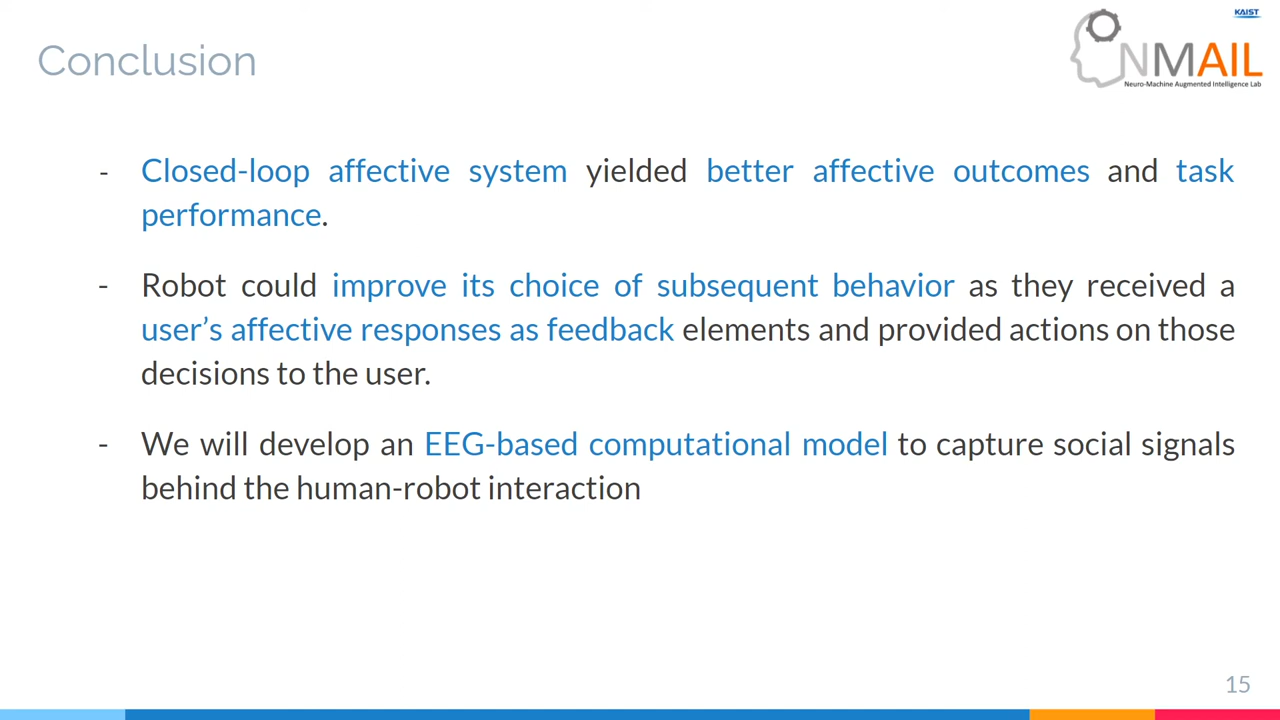 KAIST
Conclusion
NMAIL
Neuro-Machine Augmented Intelligence Lab
- Closed-loop affective system yielded better affective outcomes and task
performance.
- Robot could improve its choice of subsequent behavior as they received a
user’s affective responses as feedback elements and provided actions on those
decisions to the user.
- We will develop an EEG-based computational model to capture social signals
behind the human-robot interaction
15